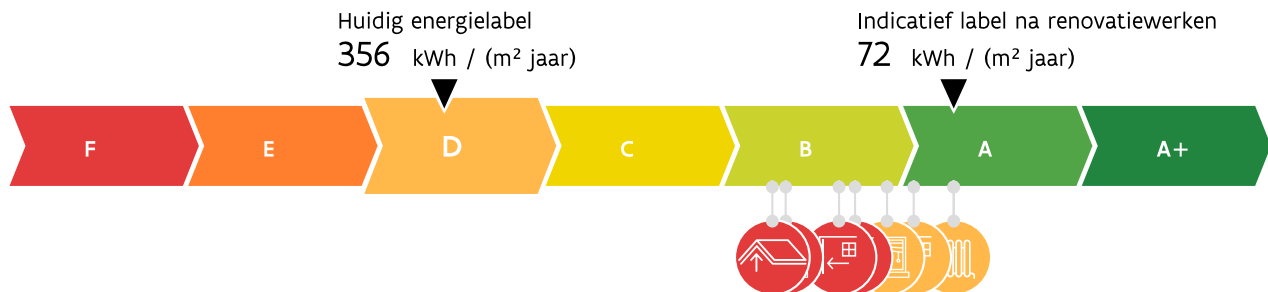 Huidig energielabel
356 kWh / (m² jaar)
Indicatief label na renovatiewerken
72 kWh / (m² jaar)
F E D C B A A+